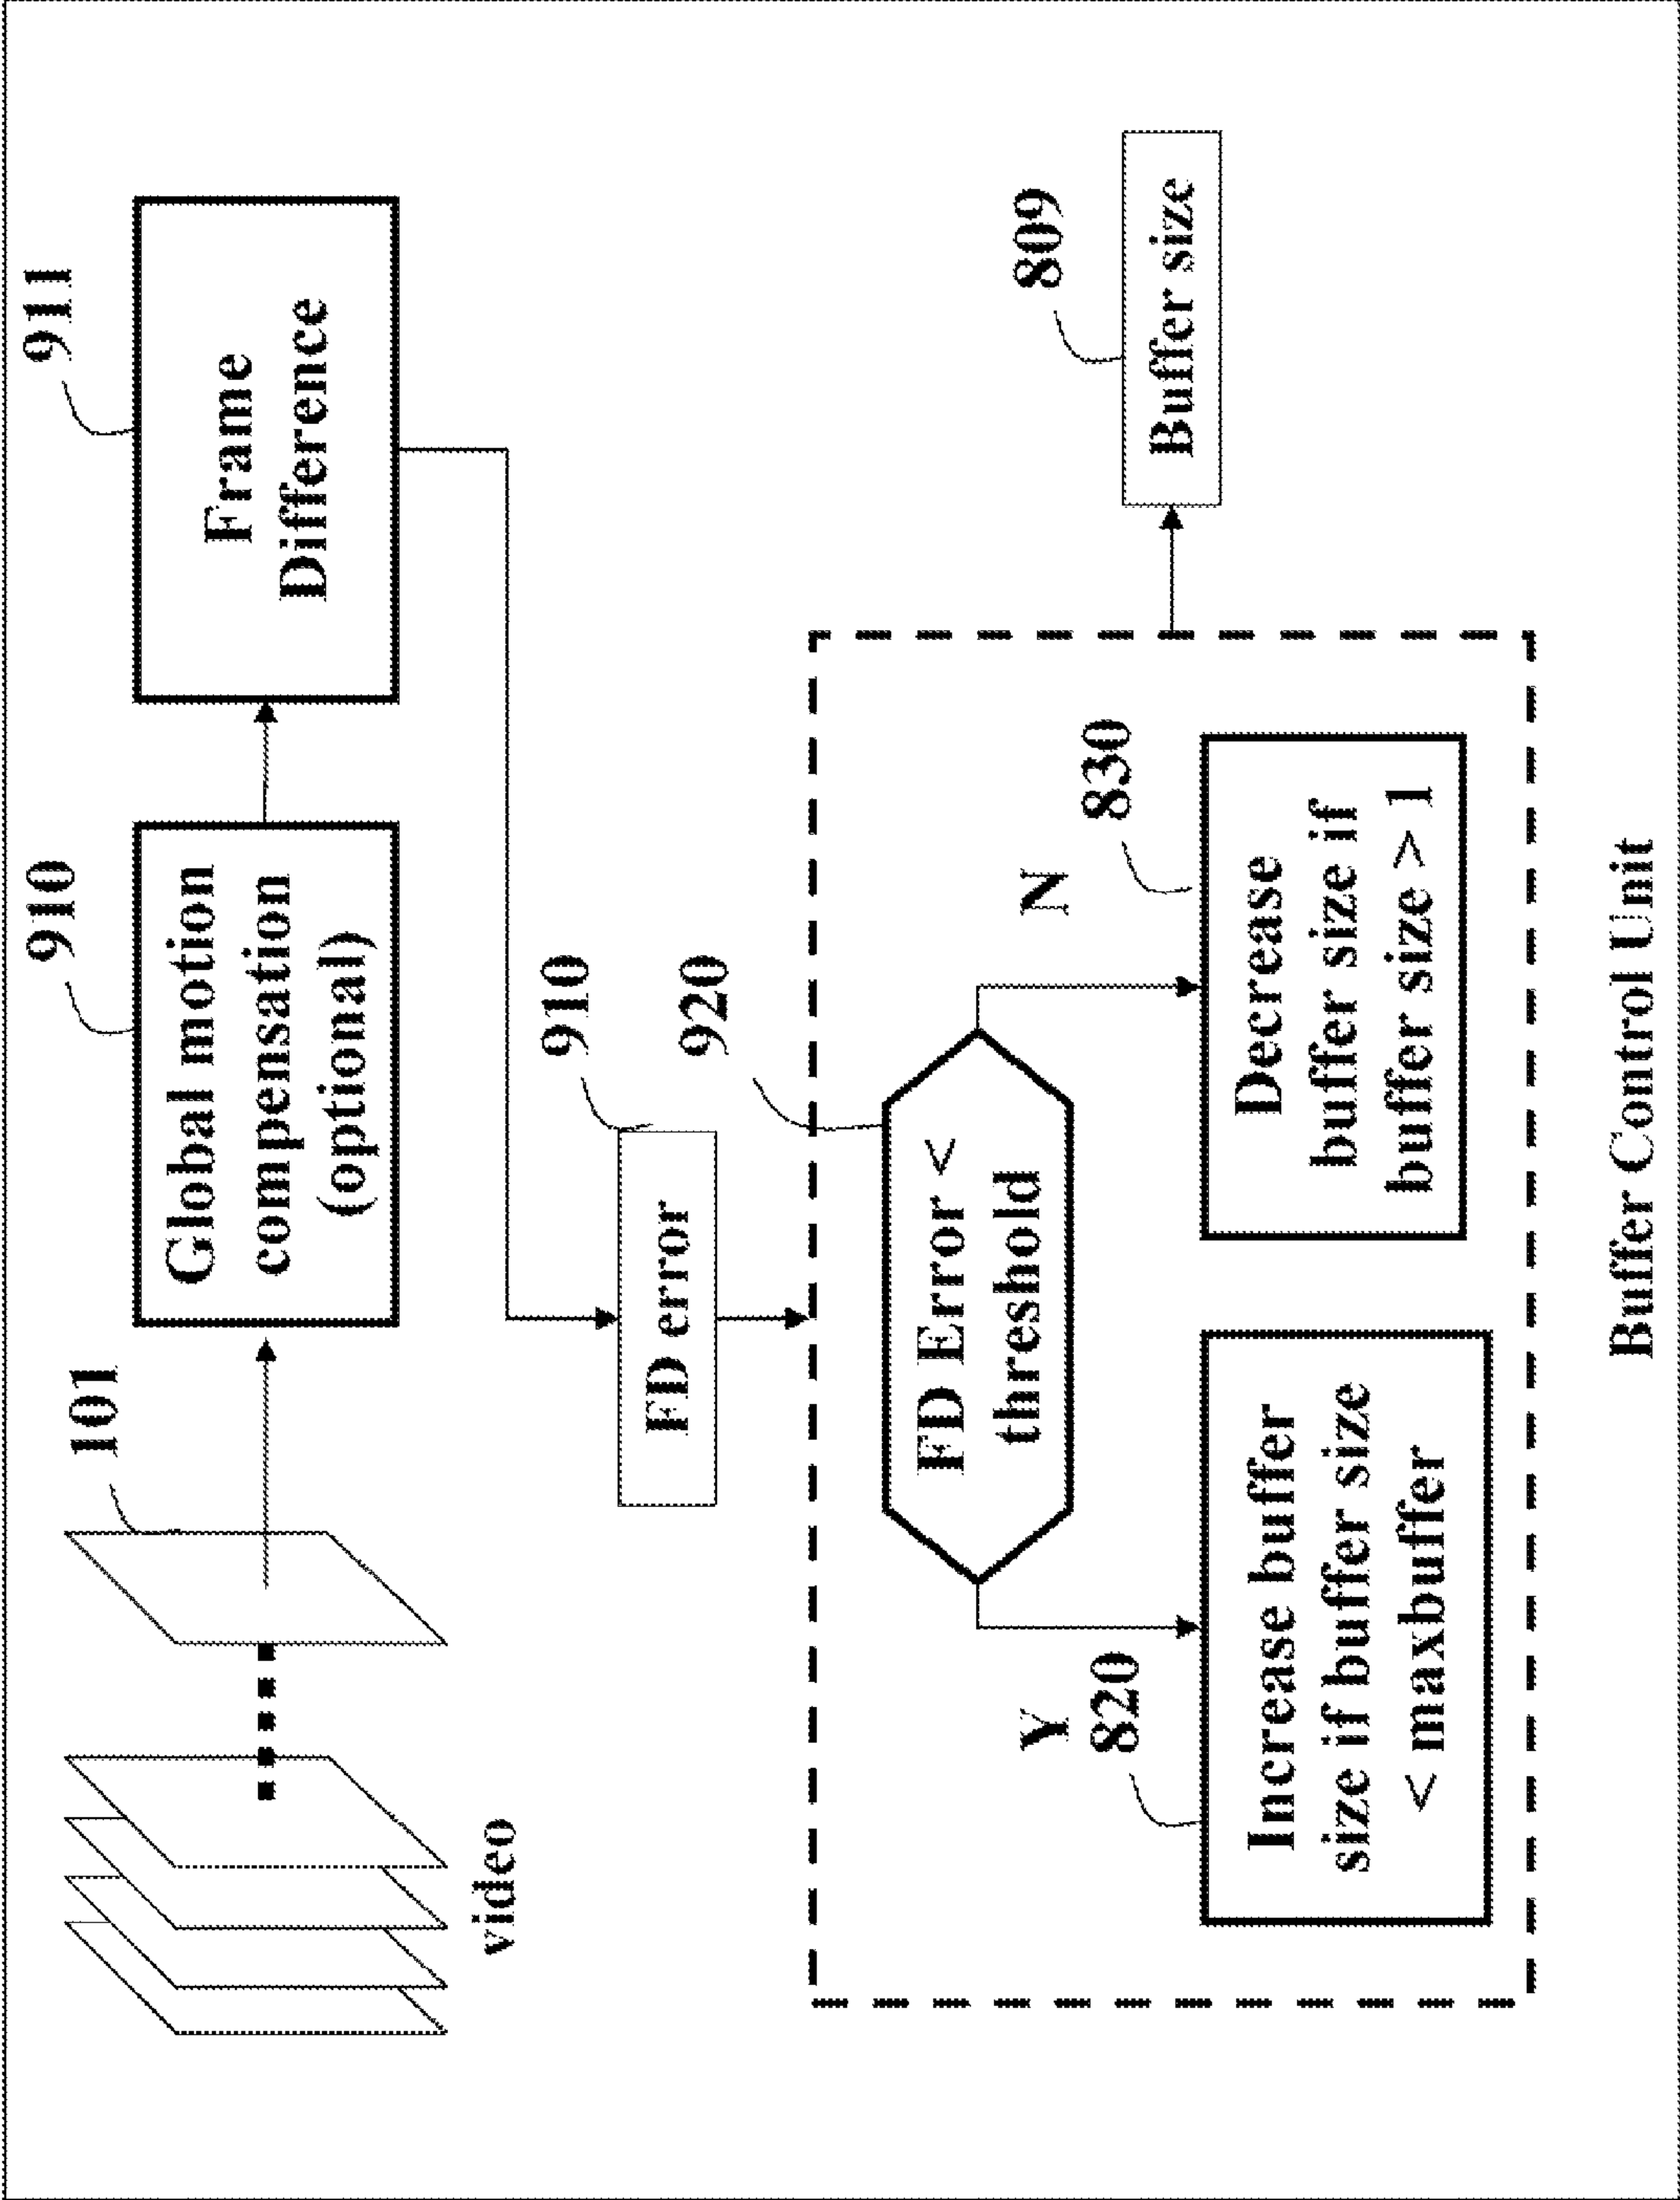 101
910
911
Global motion
compensation
(optional)
Frame
Difference
video
910
FD error
920
809
FD Error <
threshold
Buffer size
Y
N
820
830
Increase buffer
size if buffer size
< maxbuffer
Decrease
buffer size if
buffer size > 1
Buffer Control Unit